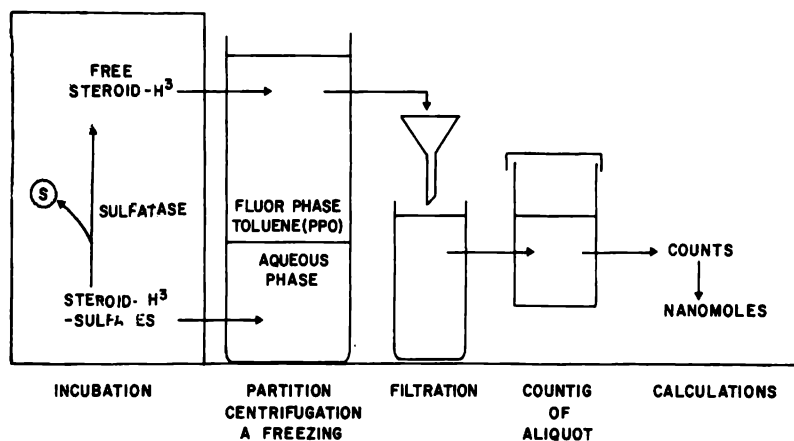 FREE
STEROID-H³
S
SULFATASE
STEROID-H³
-SULFA ES
FLUOR PHASE
TOLUENE(PPO)
AQUEOUS
PHASE
COUNTS
NANOMOLES
INCUBATION
PARTITION
CENTRIFUGATION
A FREEZING
FILTRATION
COUNTIG
OF
ALIQUOT
CALCULATIONS